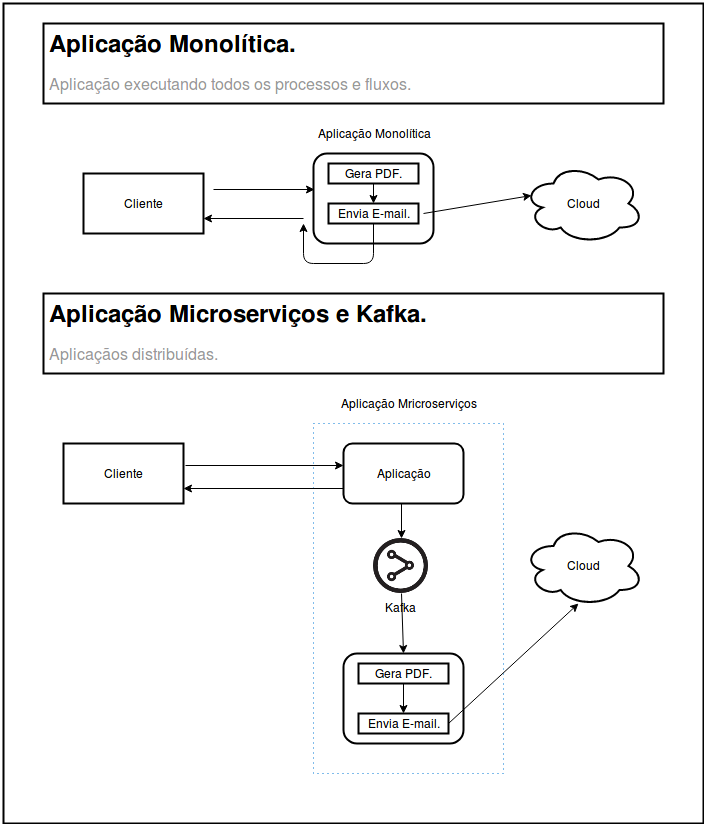 Aplicação Monolítica.
Aplicação executando todos os processos e fluxos.
Aplicação Monolítica
Gera PDF.
Cliente
Envia E-mail.
Cloud
Aplicação Microserviços e Kafka.
Aplicaçãos distribuídas.
Aplicação Mricroserviços
Cliente
Aplicação
Cloud
Kafka
Gera PDF.
Envia E-mail.